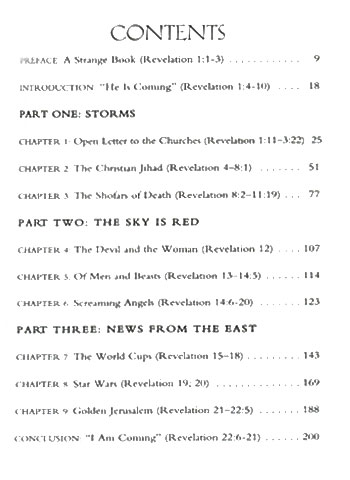 CONTENTS
PREFACE A Strange Book (Revelation 1:1-3) . . . . . . . . . . . . 9
INTRODUCTION "He Is Coming" (Revelation 1:4-10) . . . . 18
PART ONE: STORMS
CHAPTER 1 Open Letter to the Churches (Revelation 1:11–3:22) 25
CHAPTER 2 The Christian Jihad (Revelation 4–8:1) . . . . . . 51
CHAPTER 3 The Shofars of Death (Revelation 8:2–11:19) . . . 77
PART TWO: THE SKY IS RED
CHAPTER 4 The Devil and the Woman (Revelation 12) . . . . 107
CHAPTER 5 Of Men and Beasts (Revelation 13–14:5) . . . . . . 114
CHAPTER 6 Screaming Angels (Revelation 14:6-20) . . . . . . . 123
PART THREE: NEWS FROM THE EAST
CHAPTER 7 The World Cups (Revelation 15–18) . . . . . . . . . 143
CHAPTER 8 Star Wars (Revelation 19; 20) . . . . . . . . . . . . . . 169
CHAPTER 9 Golden Jerusalem (Revelation 21–22:5) . . . . . . . 188
CONCLUSION: "I Am Coming" (Revelation 22:6-21) . . . . . . 200